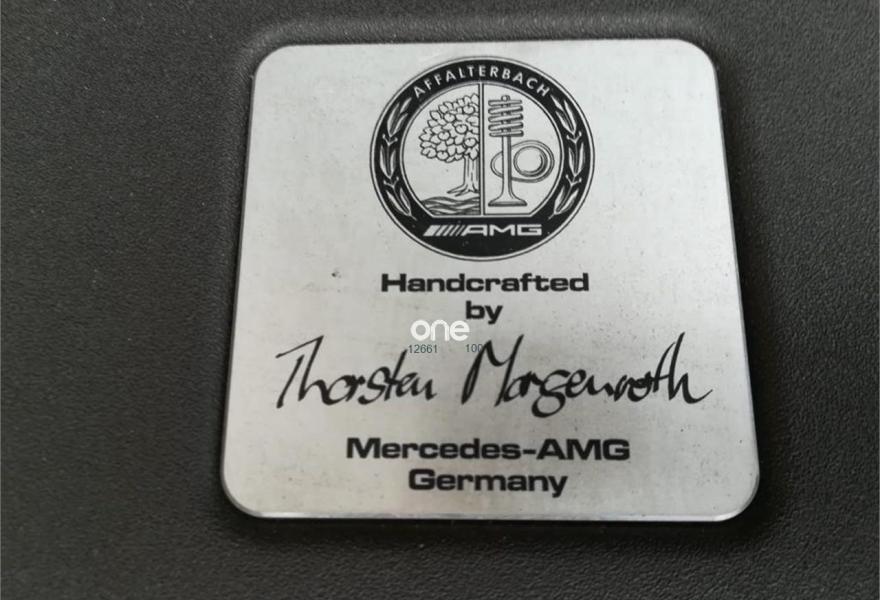 AFFALTERBACH
AMG
Handcrafted
by
one
12661 100
Thorsten Morgenroth
Mercedes-AMG
Germany